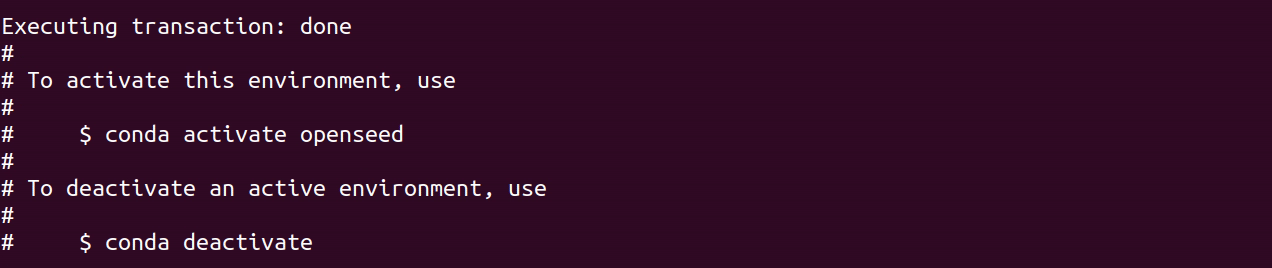 Executing transaction: done
#
# To activate this environment, use
#
#     $ conda activate openseed
#
# To deactivate an active environment, use
#
#     $ conda deactivate